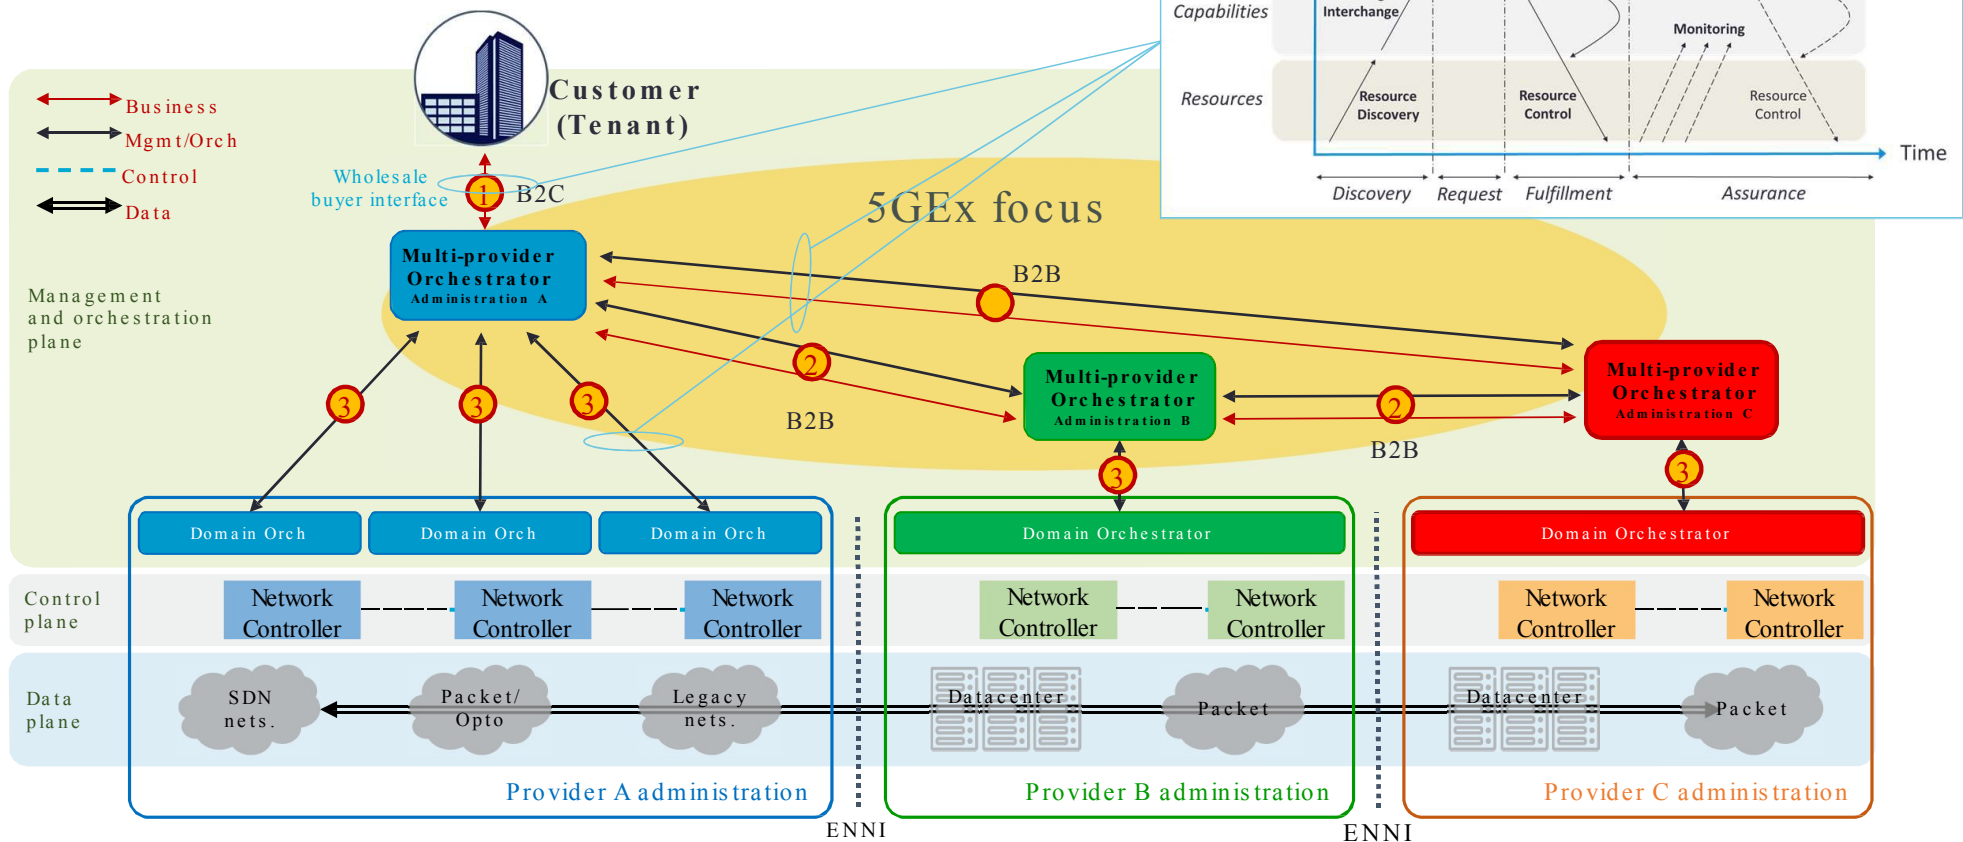 Capabilities
Interchange
Monitoring
Resources
Resource
Discovery
Resource
Control
Resource
Control
Time
Discovery
Request
Fulfillment
Assurance
Business
Mgmt/Orch
Control
Data
Customer
(Tenant)
Wholesale
buyer interface
1
B2C
5GEx focus
Multi-provider
Orchestrator
Administration A
B2B
Management
and orchestration
plane
2
B2B
Multi-provider
Orchestrator
Administration B
2
B2B
Multi-provider
Orchestrator
Administration C
3
3
3
3
3
Domain Orch
Domain Orch
Domain Orch
Domain Orchestrator
Domain Orchestrator
Control
plane
Network
Controller
Network
Controller
Network
Controller
Network
Controller
Network
Controller
Network
Controller
Network
Controller
Data
plane
SDN
nets.
Packet/
Opto
Legacy
nets.
Datacenter
Packet
Datacenter
Packet
Provider A administration
Provider B administration
Provider C administration
ENNI
ENNI